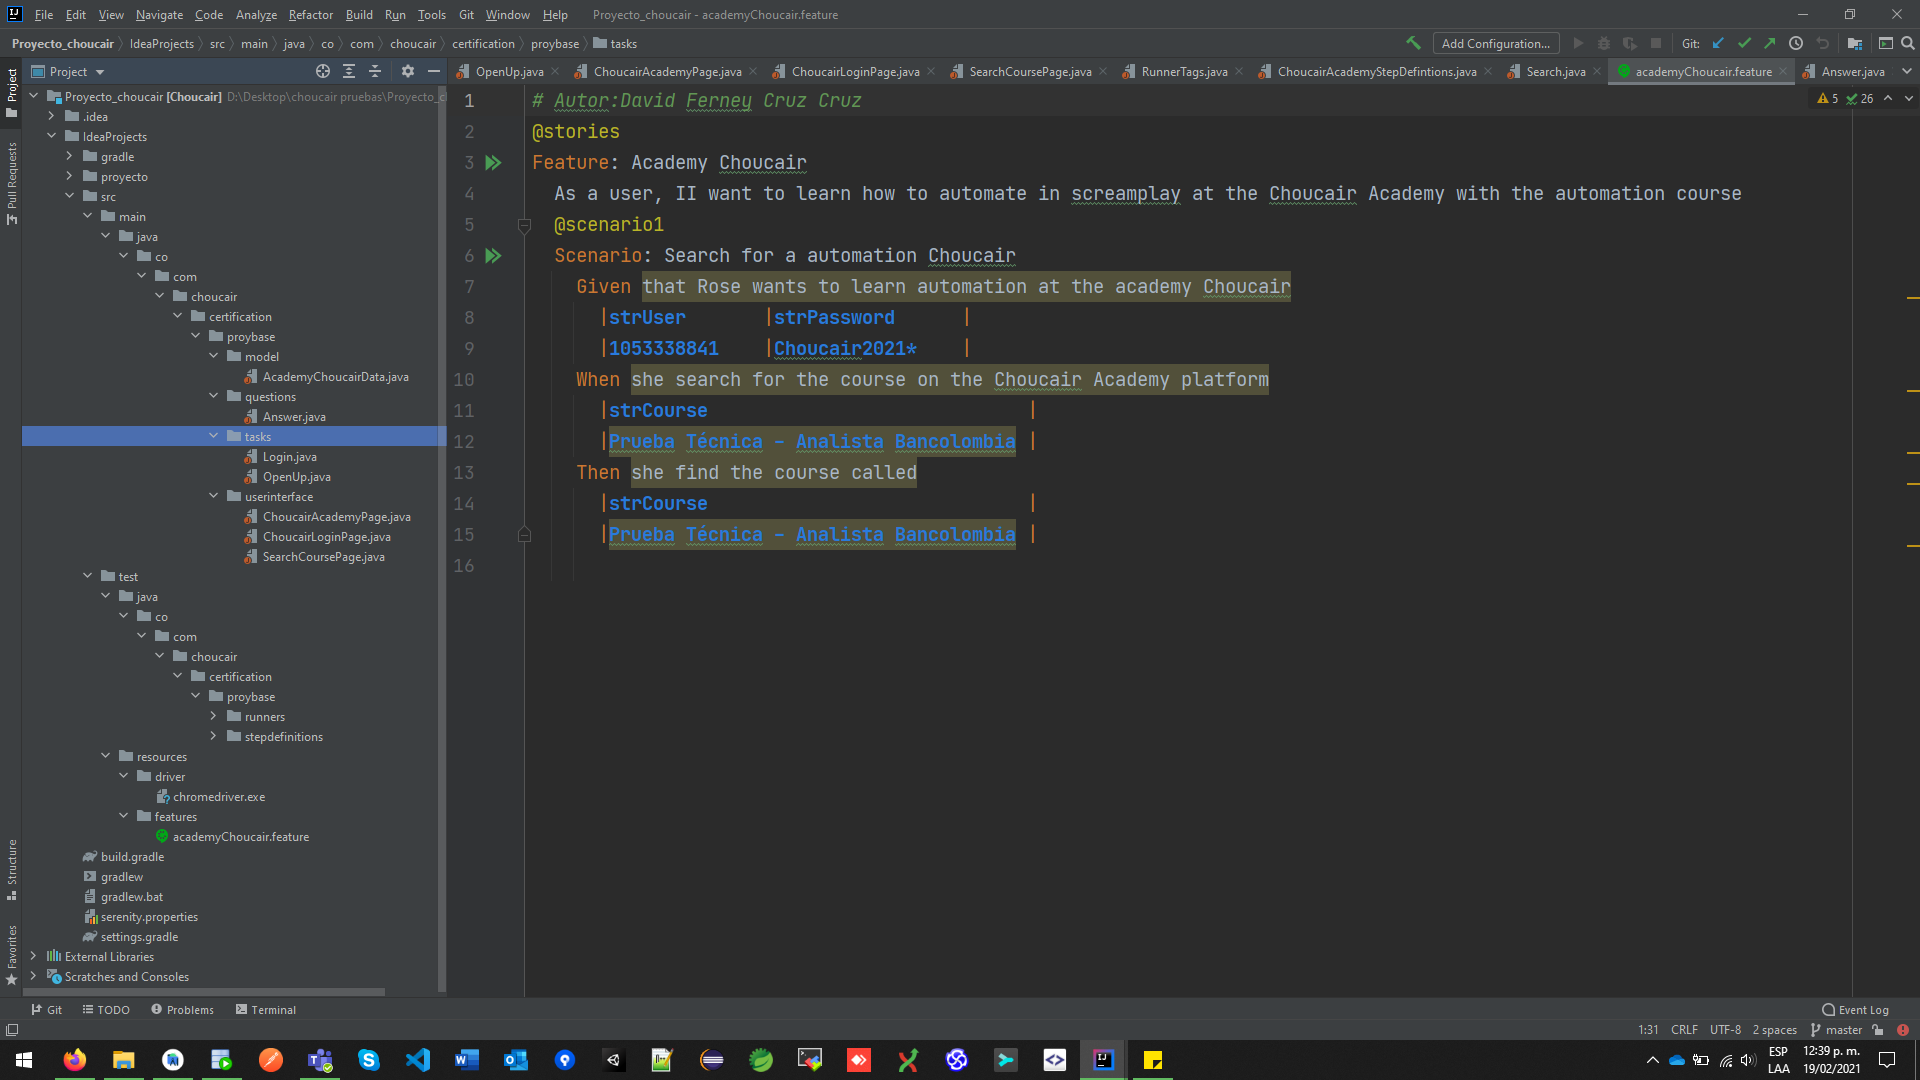 File Edit View Navigate Code Analyze Refactor Build Run Tools Git Window Help Proyecto_choucair - academyChoucair.feature
Proyecto_choucair IdeaProjects src main java co com choucair certification proybase tasks Add Configuration... Git:
Project OpenUp.java ChoucairAcademyPage.java ChoucairLoginPage.java SearchCoursePage.java RunnerTags.java ChoucairAcademyStepDefintions.java Search.java academyChoucair.feature Answer.java
Project
Pull Requests
Structure
Favorites
Proyecto_choucair [Choucair] D:\Desktop\choucair pruebas\Proyecto_c
.idea
IdeaProjects
gradle
proyecto
src
main
java
co
com
choucair
certification
proybase
model
AcademyChoucairData.java
questions
Answer.java
tasks
Login.java
OpenUp.java
userinterface
ChoucairAcademyPage.java
ChoucairLoginPage.java
SearchCoursePage.java
test
java
co
com
choucair
certification
proybase
runners
stepdefinitions
resources
driver
chromedriver.exe
features
academyChoucair.feature
build.gradle
gradlew
gradlew.bat
serenity.properties
settings.gradle
External Libraries
Scratches and Consoles
5 26
1 # Autor:David Ferney Cruz Cruz
2 @stories
3 Feature: Academy Choucair
4 As a user, II want to learn how to automate in screamplay at the Choucair Academy with the automation course
5 @scenario1
6 Scenario: Search for a automation Choucair
7 Given that Rose wants to learn automation at the academy Choucair
8 |strUser |strPassword |
9 |1053338841 |Choucair2021* |
10 When she search for the course on the Choucair Academy platform
11 |strCourse |
12 |Prueba Técnica - Analista Bancolombia |
13 Then she find the course called
14 |strCourse |
15 |Prueba Técnica - Analista Bancolombia |
16
Git TODO Problems Terminal Event Log
1:31 CRLF UTF-8 2 spaces master
ESP 12:39 p. m.
LAA 19/02/2021